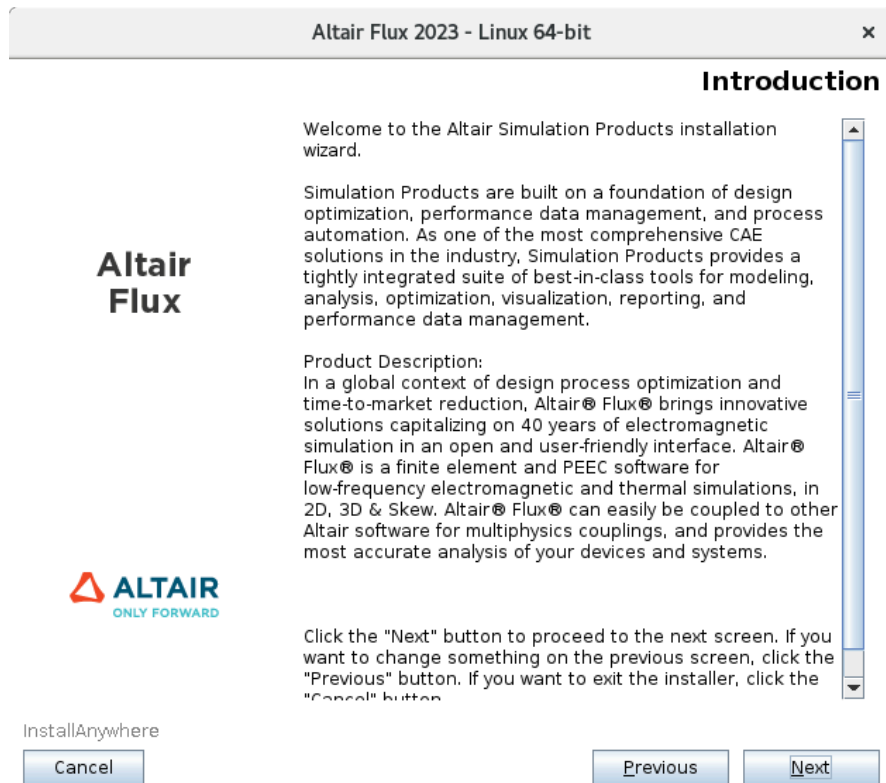 Altair Flux 2023 - Linux 64-bit
Introduction
Welcome to the Altair Simulation Products installation
wizard.
Simulation Products are built on a foundation of design
optimization, performance data management, and process
automation. As one of the most comprehensive CAE
solutions in the industry, Simulation Products provides a
tightly integrated suite of best-in-class tools for modeling,
analysis, optimization, visualization, reporting, and
performance data management.
Altair
Flux
Product Description:
In a global context of design process optimization and
time-to-market reduction, Altair® Flux® brings innovative
solutions capitalizing on 40 years of electromagnetic
simulation in an open and user-friendly interface. Altair®
Flux® is a finite element and PEEC software for
low-frequency electromagnetic and thermal simulations, in
2D, 3D & Skew. Altair® Flux® can easily be coupled to other
Altair software for multiphysics couplings, and provides the
most accurate analysis of your devices and systems.
ALTAIR
ONLY FORWARD
Click the "Next" button to proceed to the next screen. If you
want to change something on the previous screen, click the
"Previous" button. If you want to exit the installer, click the
"Cancel" button
InstallAnywhere
Cancel
Previous
Next